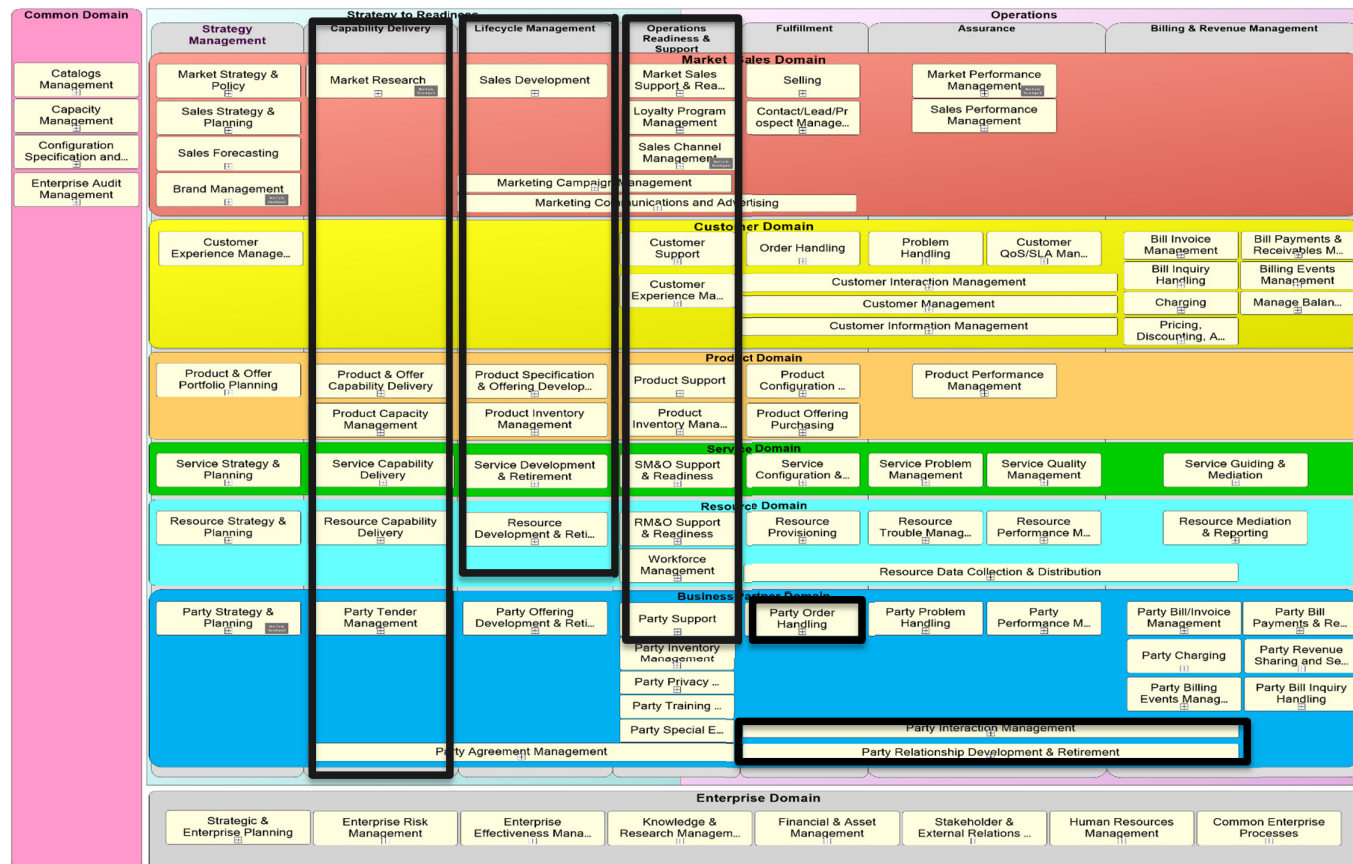 Common Domain
Catalogs
Management
Capacity
Management
Configuration
Specification and...
Enterprise Audit
Management
Strategy to Readiness
Operations
Strategy
Management
Capability Delivery
Lifecycle Management
Operations
Readiness &
Support
Fulfillment
Assurance
Billing & Revenue Management
Market Sales Domain
Market Strategy &
Policy
Market Research
Sales Development
Market Sales
Support & Rea...
Selling
Market Performance
Management
Sales Strategy &
Planning
Loyalty Program
Management
Contact/Lead/Pr
ospect Manage...
Sales Performance
Management
Sales Forecasting
Sales Channel
Management
Brand Management
Marketing Campaign Management
Marketing Communications and Advertising
Customer Domain
Customer
Experience Manage...
Customer
Support
Order Handling
Problem
Handling
Customer
QoS/SLA Man...
Bill Invoice
Management
Bill Payments &
Receivables M...
Customer
Experience Ma...
Customer Interaction Management
Bill Inquiry
Handling
Billing Events
Management
Customer Management
Charging
Manage Balan...
Customer Information Management
Pricing,
Discounting, A...
Product Domain
Product & Offer
Portfolio Planning
Product & Offer
Capability Delivery
Product Specification
& Offering Develop...
Product Support
Product
Configuration ...
Product Performance
Management
Product Capacity
Management
Product Inventory
Management
Product
Inventory Mana...
Product Offering
Purchasing
Service Domain
Service Strategy &
Planning
Service Capability
Delivery
Service Development
& Retirement
SM&O Support
& Readiness
Service
Configuration &...
Service Problem
Management
Service Quality
Management
Service Guiding &
Mediation
Resource Domain
Resource Strategy &
Planning
Resource Capability
Delivery
Resource
Development & Reti...
RM&O Support
& Readiness
Resource
Provisioning
Resource
Trouble Manag...
Resource
Performance M...
Resource Mediation
& Reporting
Workforce
Management
Resource Data Collection & Distribution
Business Partner Domain
Party Strategy &
Planning
Party Tender
Management
Party Offering
Development & Reti...
Party Support
Party Order
Handling
Party Problem
Handling
Party
Performance M...
Party Bill/Invoice
Management
Party Bill
Payments & Re...
Party Inventory
Management
Party Charging
Party Revenue
Sharing and Se...
Party Privacy ...
Party Training ...
Party Billing
Events Manag...
Party Bill Inquiry
Handling
Party Special E...
Party Interaction Management
Party Agreement Management
Party Relationship Development & Retirement
Enterprise Domain
Strategic &
Enterprise Planning
Enterprise Risk
Management
Enterprise
Effectiveness Mana...
Knowledge &
Research Managem...
Financial & Asset
Management
Stakeholder &
External Relations ...
Human Resources
Management
Common Enterprise
Processes